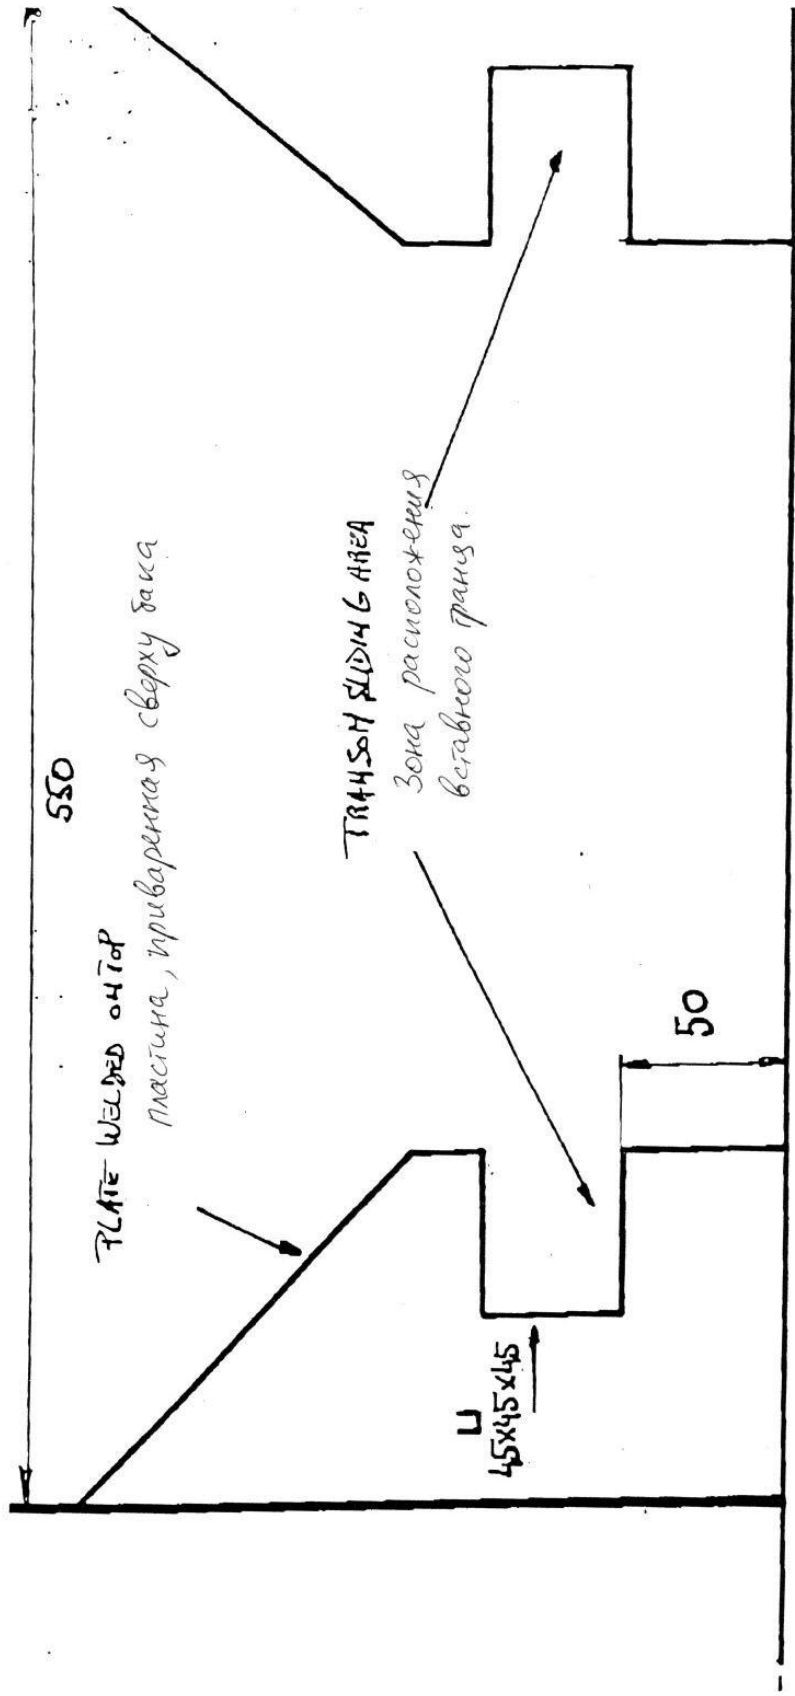 550
PLATE WELDED ON TOP
пластина, приваренная сверху бака
TRANSOM SLIDING AREA
Зона расположения
вставного транца.
U
45x45x45
50